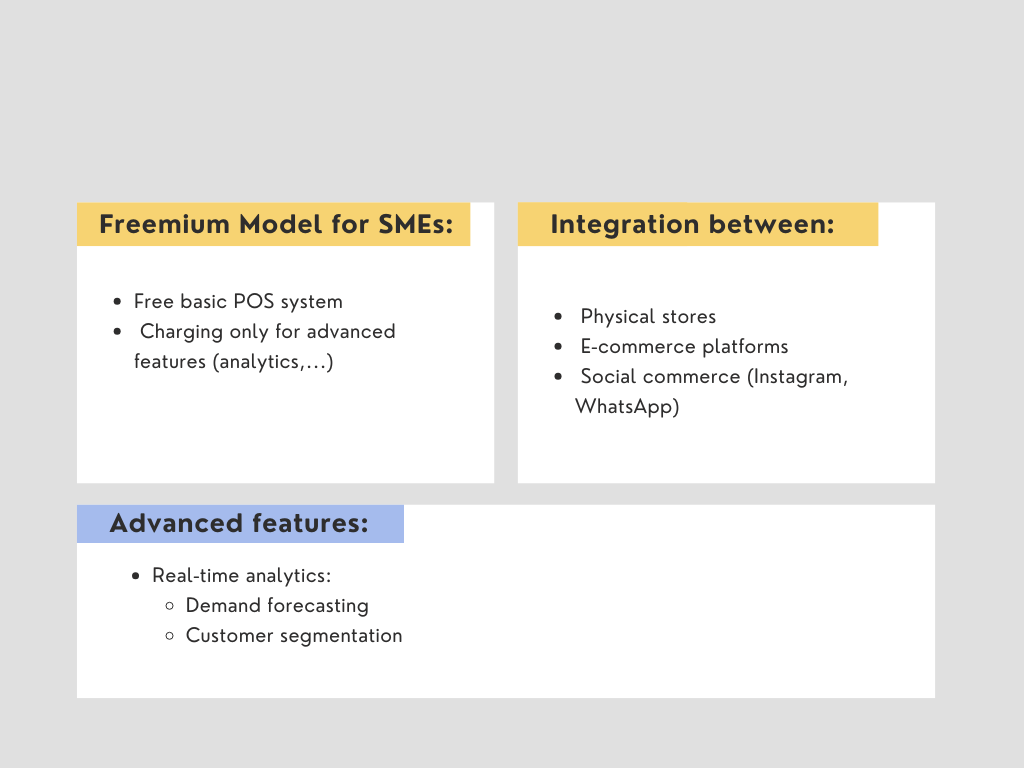 Freemium Model for SMEs:
• Free basic POS system
• Charging only for advanced
features (analytics,...)
Integration between:
• Physical stores
• E-commerce platforms
• Social commerce (Instagram,
WhatsApp)
Advanced features:
• Real-time analytics:
○ Demand forecasting
○ Customer segmentation